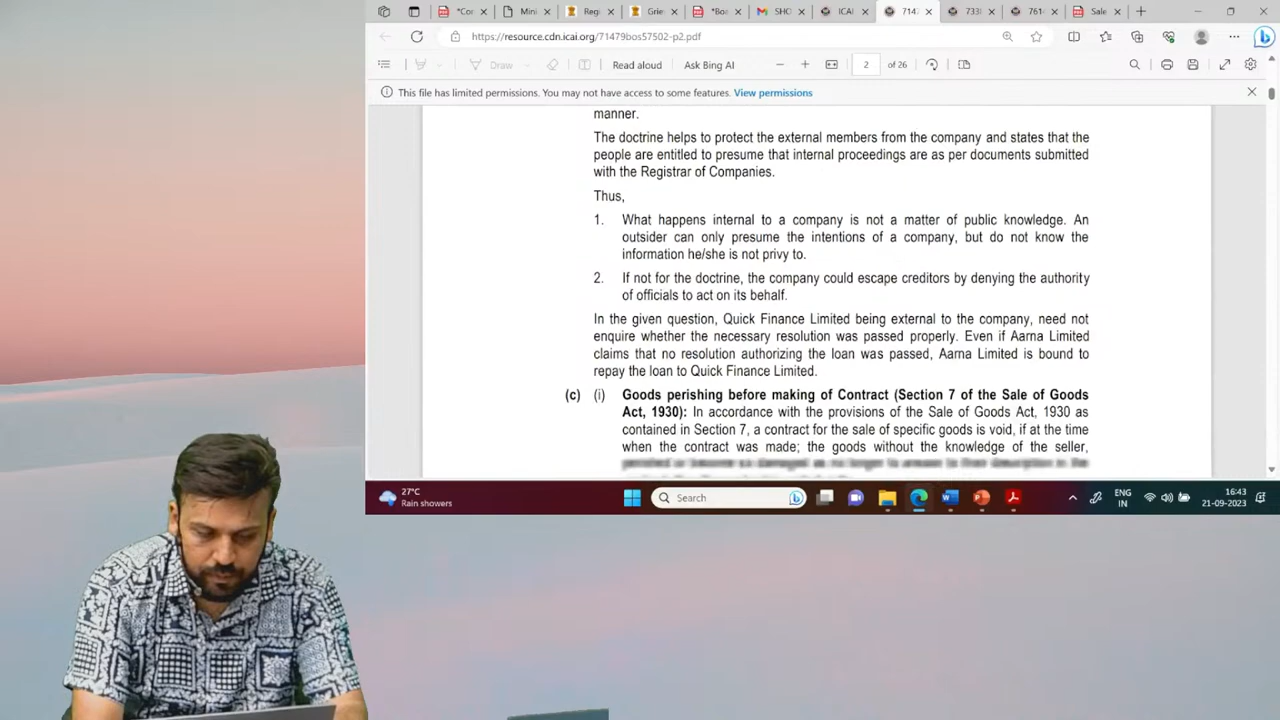 *Cor
Mini
Regi
Grie
*Boa
SHO
ICAI
7147
733
7614
Sale
https://resource.cdn.icai.org/71479bos57502-p2.pdf
Draw
Read aloud
Ask Bing AI
2
of 26
This file has limited permissions. You may not have access to some features. View permissions
manner.
The doctrine helps to protect the external members from the company and states that the
people are entitled to presume that internal proceedings are as per documents submitted
with the Registrar of Companies.
Thus,
1. What happens internal to a company is not a matter of public knowledge. An
outsider can only presume the intentions of a company, but do not know the
information he/she is not privy to.
2. If not for the doctrine, the company could escape creditors by denying the authority
of officials to act on its behalf.
In the given question, Quick Finance Limited being external to the company, need not
enquire whether the necessary resolution was passed properly. Even if Aarna Limited
claims that no resolution authorizing the loan was passed, Aarna Limited is bound to
repay the loan to Quick Finance Limited.
(c) (i) Goods perishing before making of Contract (Section 7 of the Sale of Goods
Act, 1930): In accordance with the provisions of the Sale of Goods Act, 1930 as
contained in Section 7, a contract for the sale of specific goods is void, if at the time
when the contract was made; the goods without the knowledge of the seller,
27°C
Rain showers
Search
ENG
IN
16:43
21-09-2023